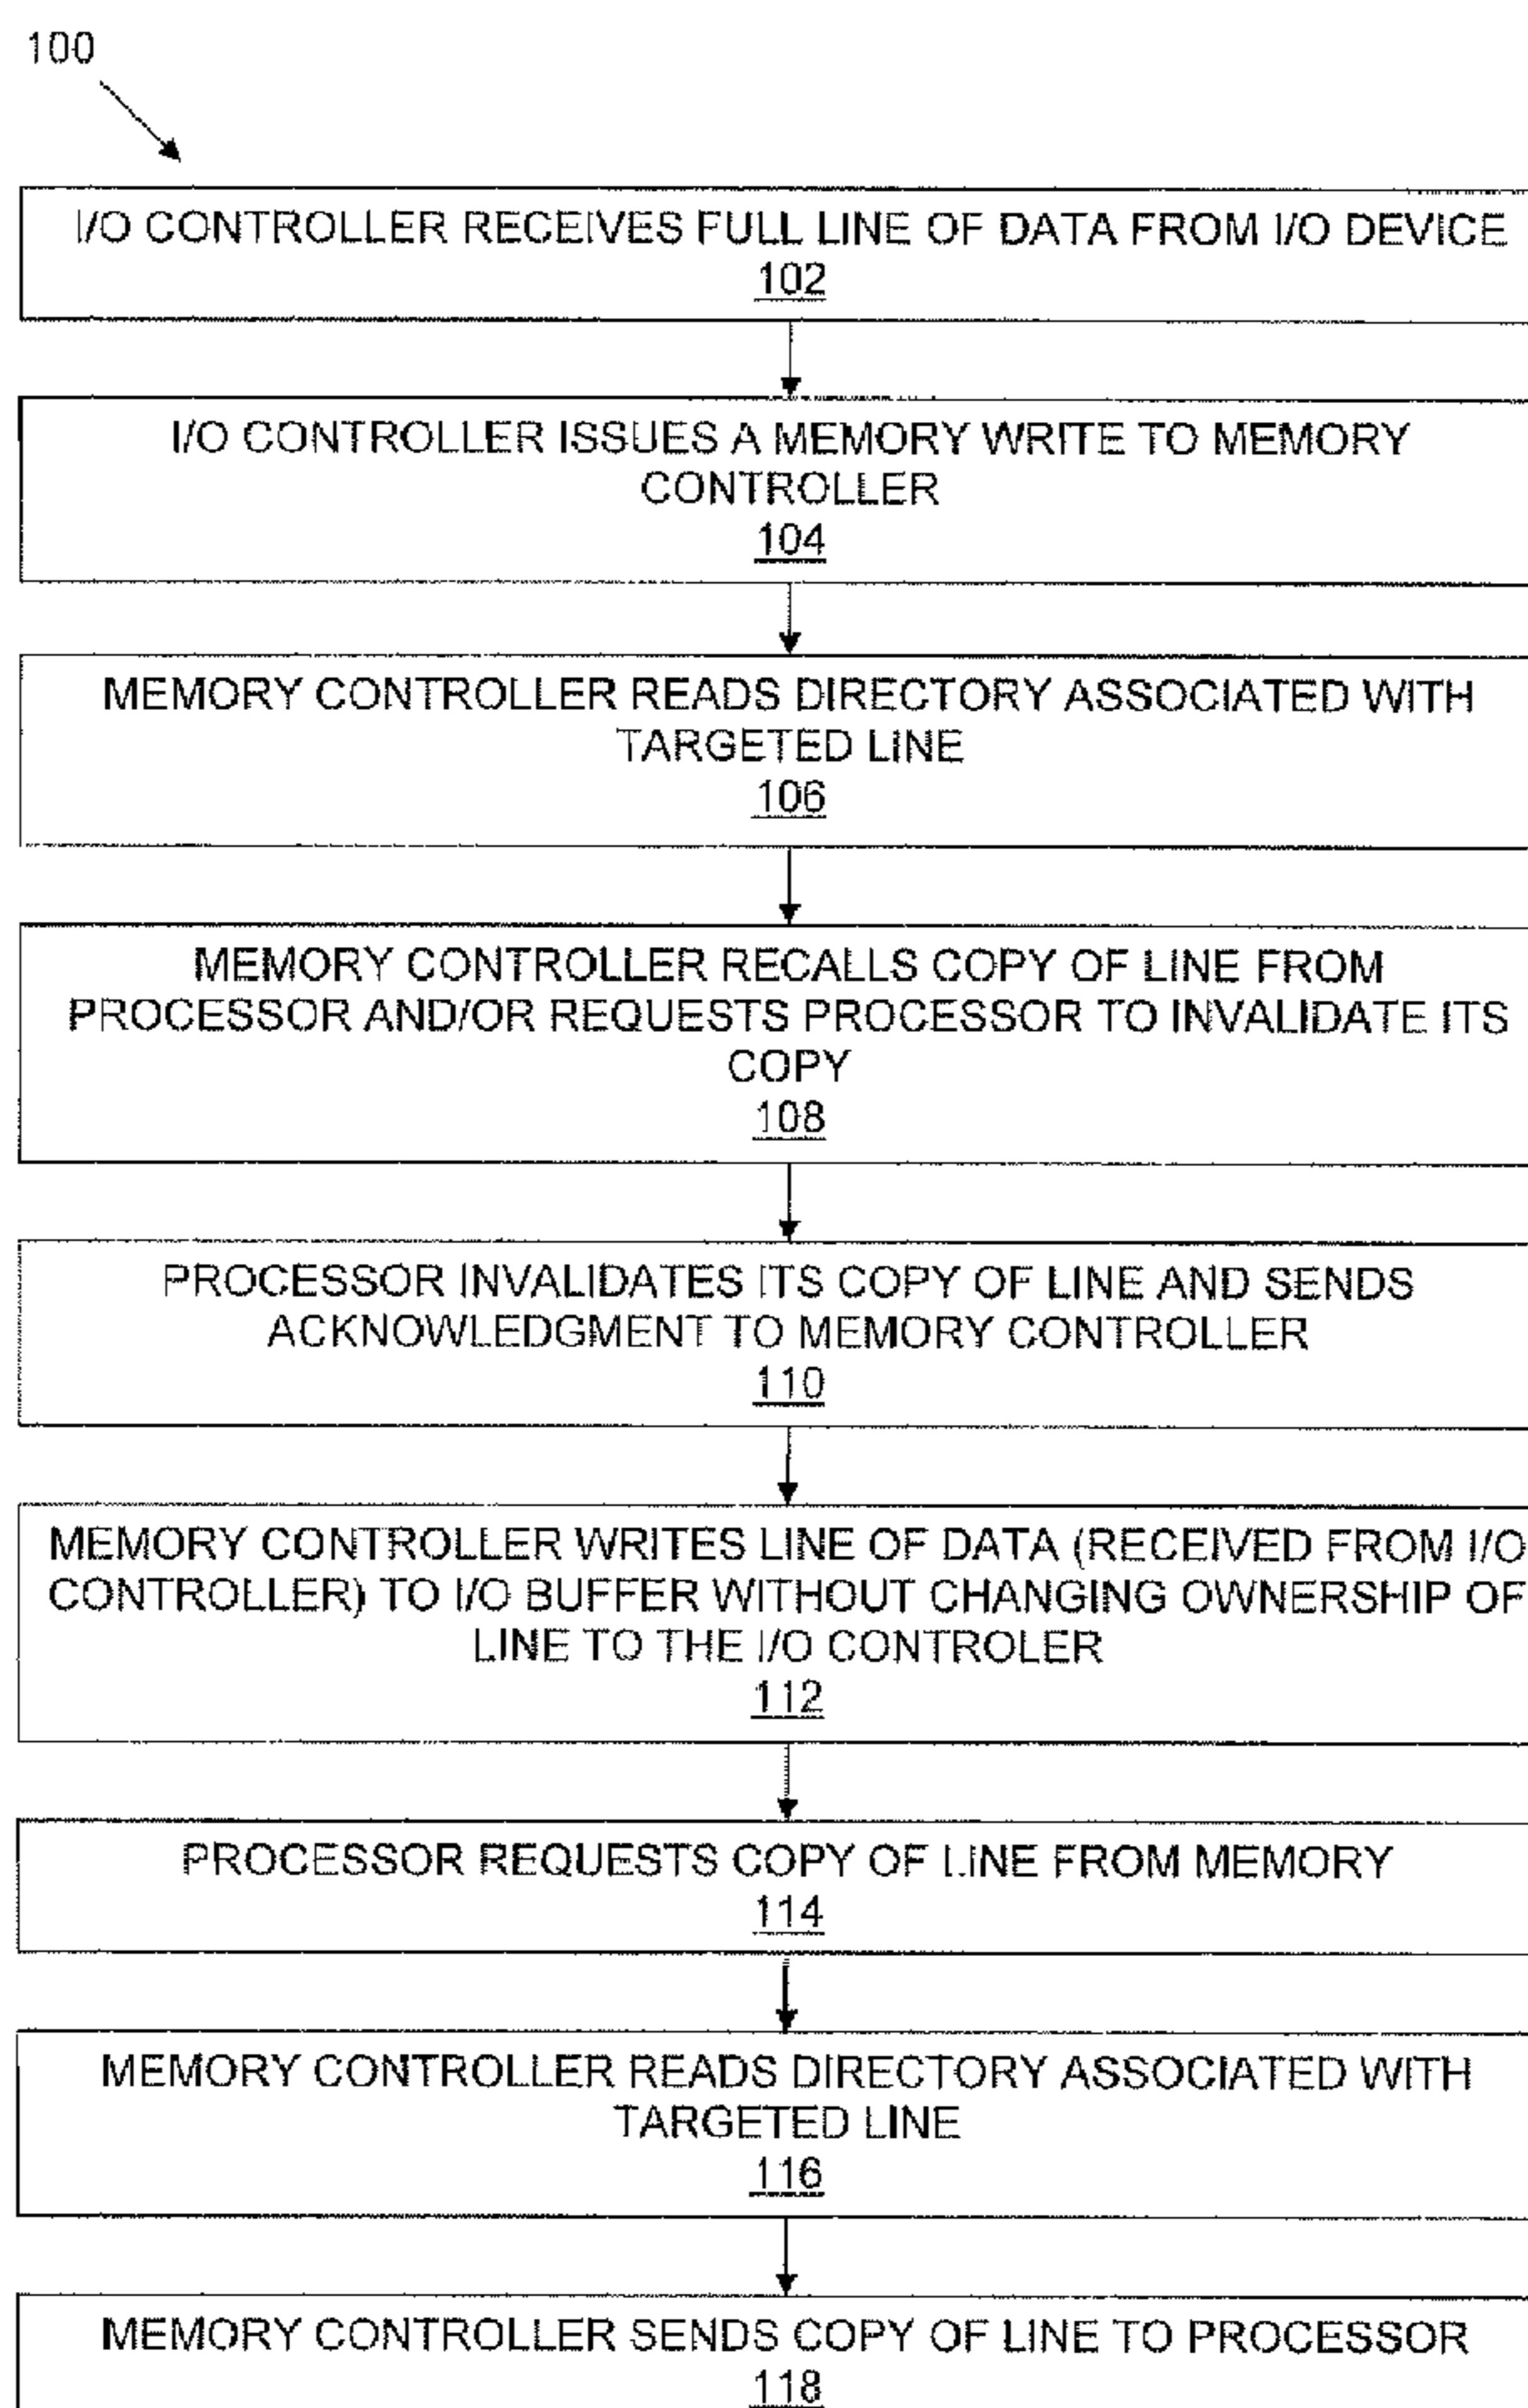 100
I/O CONTROLLER RECEIVES FULL LINE OF DATA FROM I/O DEVICE
102
I/O CONTROLLER ISSUES A MEMORY WRITE TO MEMORY
CONTROLLER
104
MEMORY CONTROLLER READS DIRECTORY ASSOCIATED WITH
TARGETED LINE
106
MEMORY CONTROLLER RECALLS COPY OF LINE FROM
PROCESSOR AND/OR REQUESTS PROCESSOR TO INVALIDATE ITS
COPY
108
PROCESSOR INVALIDATES ITS COPY OF LINE AND SENDS
ACKNOWLEDGMENT TO MEMORY CONTROLLER
110
MEMORY CONTROLLER WRITES LINE OF DATA (RECEIVED FROM I/O
CONTROLLER) TO I/O BUFFER WITHOUT CHANGING OWNERSHIP OF
LINE TO THE I/O CONTROLER
112
PROCESSOR REQUESTS COPY OF LINE FROM MEMORY
114
MEMORY CONTROLLER READS DIRECTORY ASSOCIATED WITH
TARGETED LINE
116
MEMORY CONTROLLER SENDS COPY OF LINE TO PROCESSOR
118